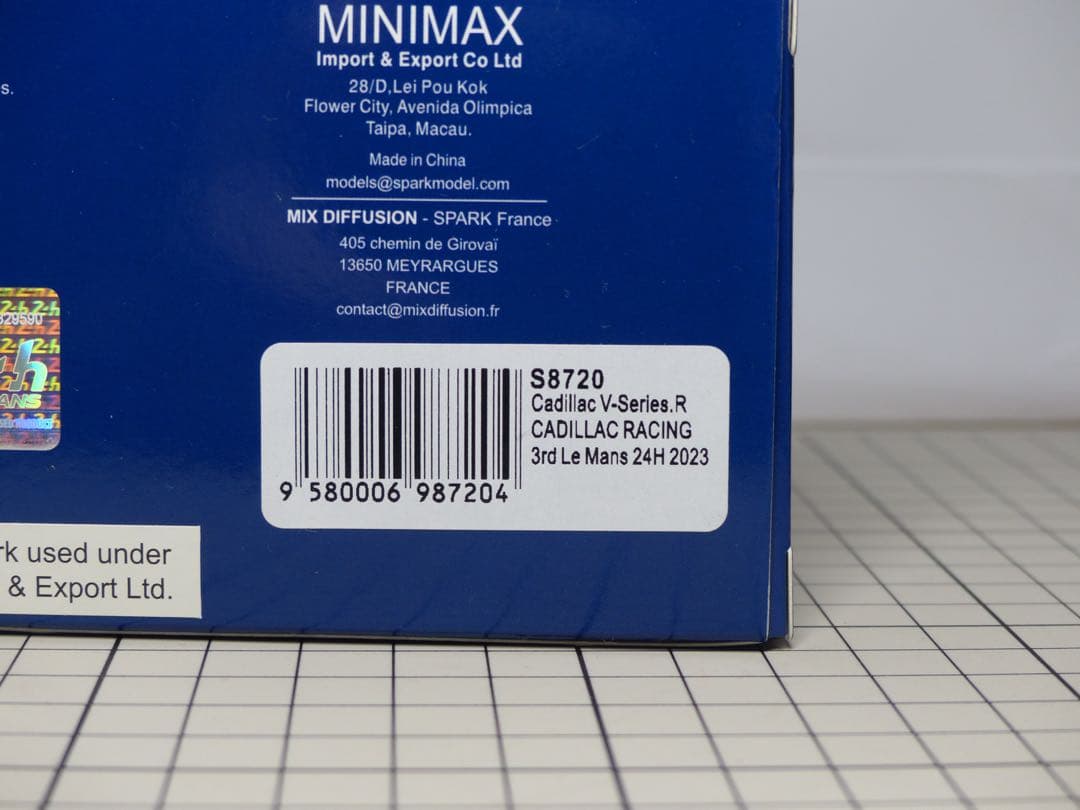 s.
MINIMAX
Import & Export Co Ltd
28/D,Lei Pou Kok
Flower City, Avenida Olimpica
Taipa, Macau.
Made in China
models@sparkmodel.com
MIX DIFFUSION - SPARK France
405 chemin de Girovaï
13650 MEYRARGUES
FRANCE
contact@mixdiffusion.fr
S8720
Cadillac V-Series.R
CADILLAC RACING
3rd Le Mans 24H 2023
9 580006 987204
rk used under
& Export Ltd.